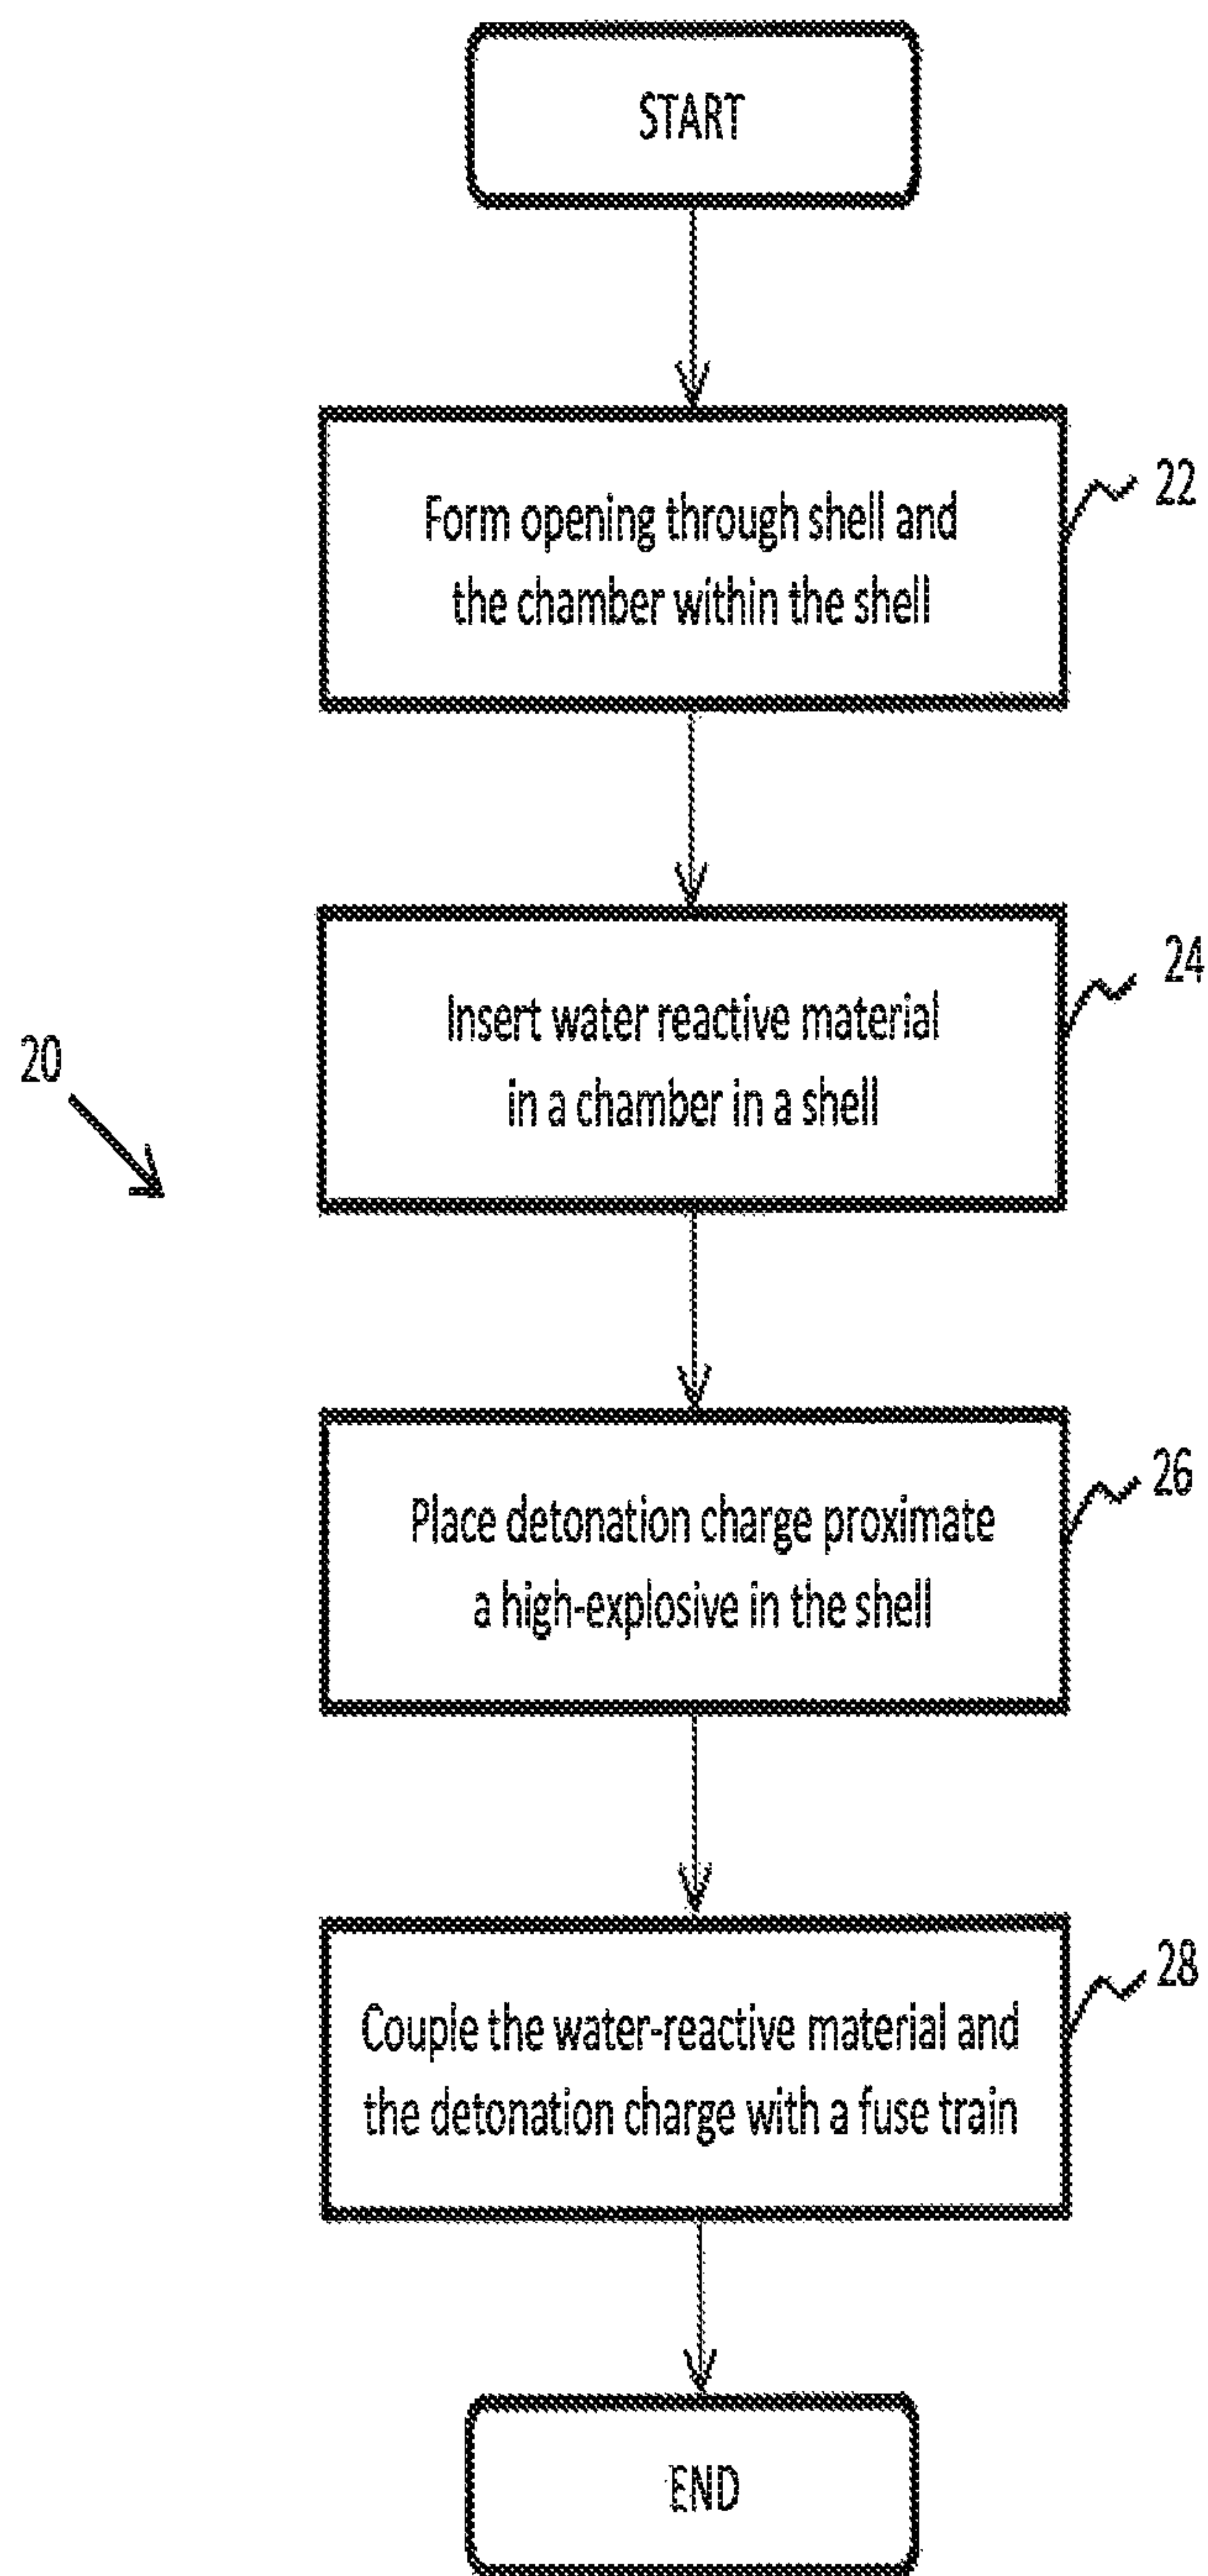 START
Form opening through shell and
the chamber within the shell
22
Insert water reactive material
in a chamber in a shell
24
20
Place detonation charge proximate
a high-explosive in the shell
26
Couple the water-reactive material and
the detonation charge with a fuse train
28
END